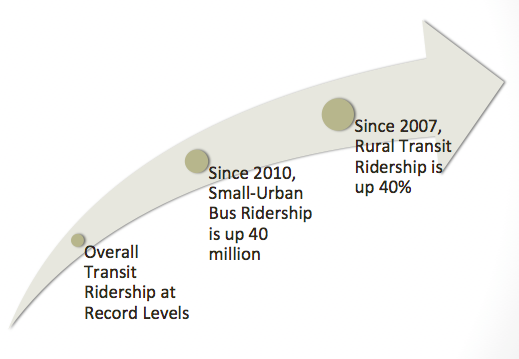 Overall
Transit
Ridership at
Record Levels
Since 2010,
Small-Urban
Bus Ridership
is up 40
million
Since 2007,
Rural Transit
Ridership is
up 40%